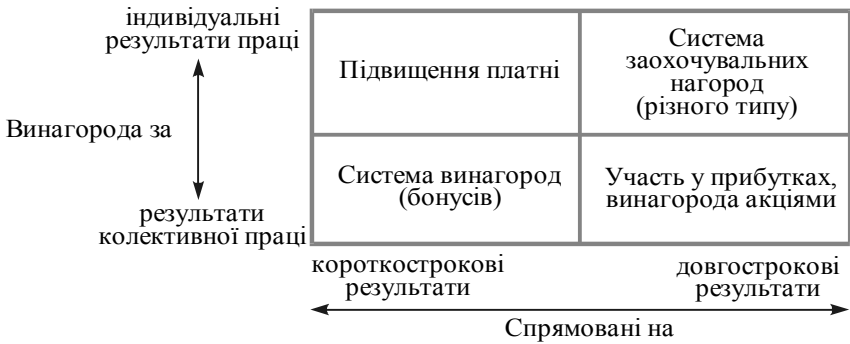 індивідуальні
результати праці
Винагорода за
результати
колективної праці
Підвищення платні
Система
заохочувальних
нагород
(різного типу)
Система винагород
(бонусів)
Участь у прибутках,
винагорода акціями
короткострокові
результати
довгострокові
результати
Спрямовані на